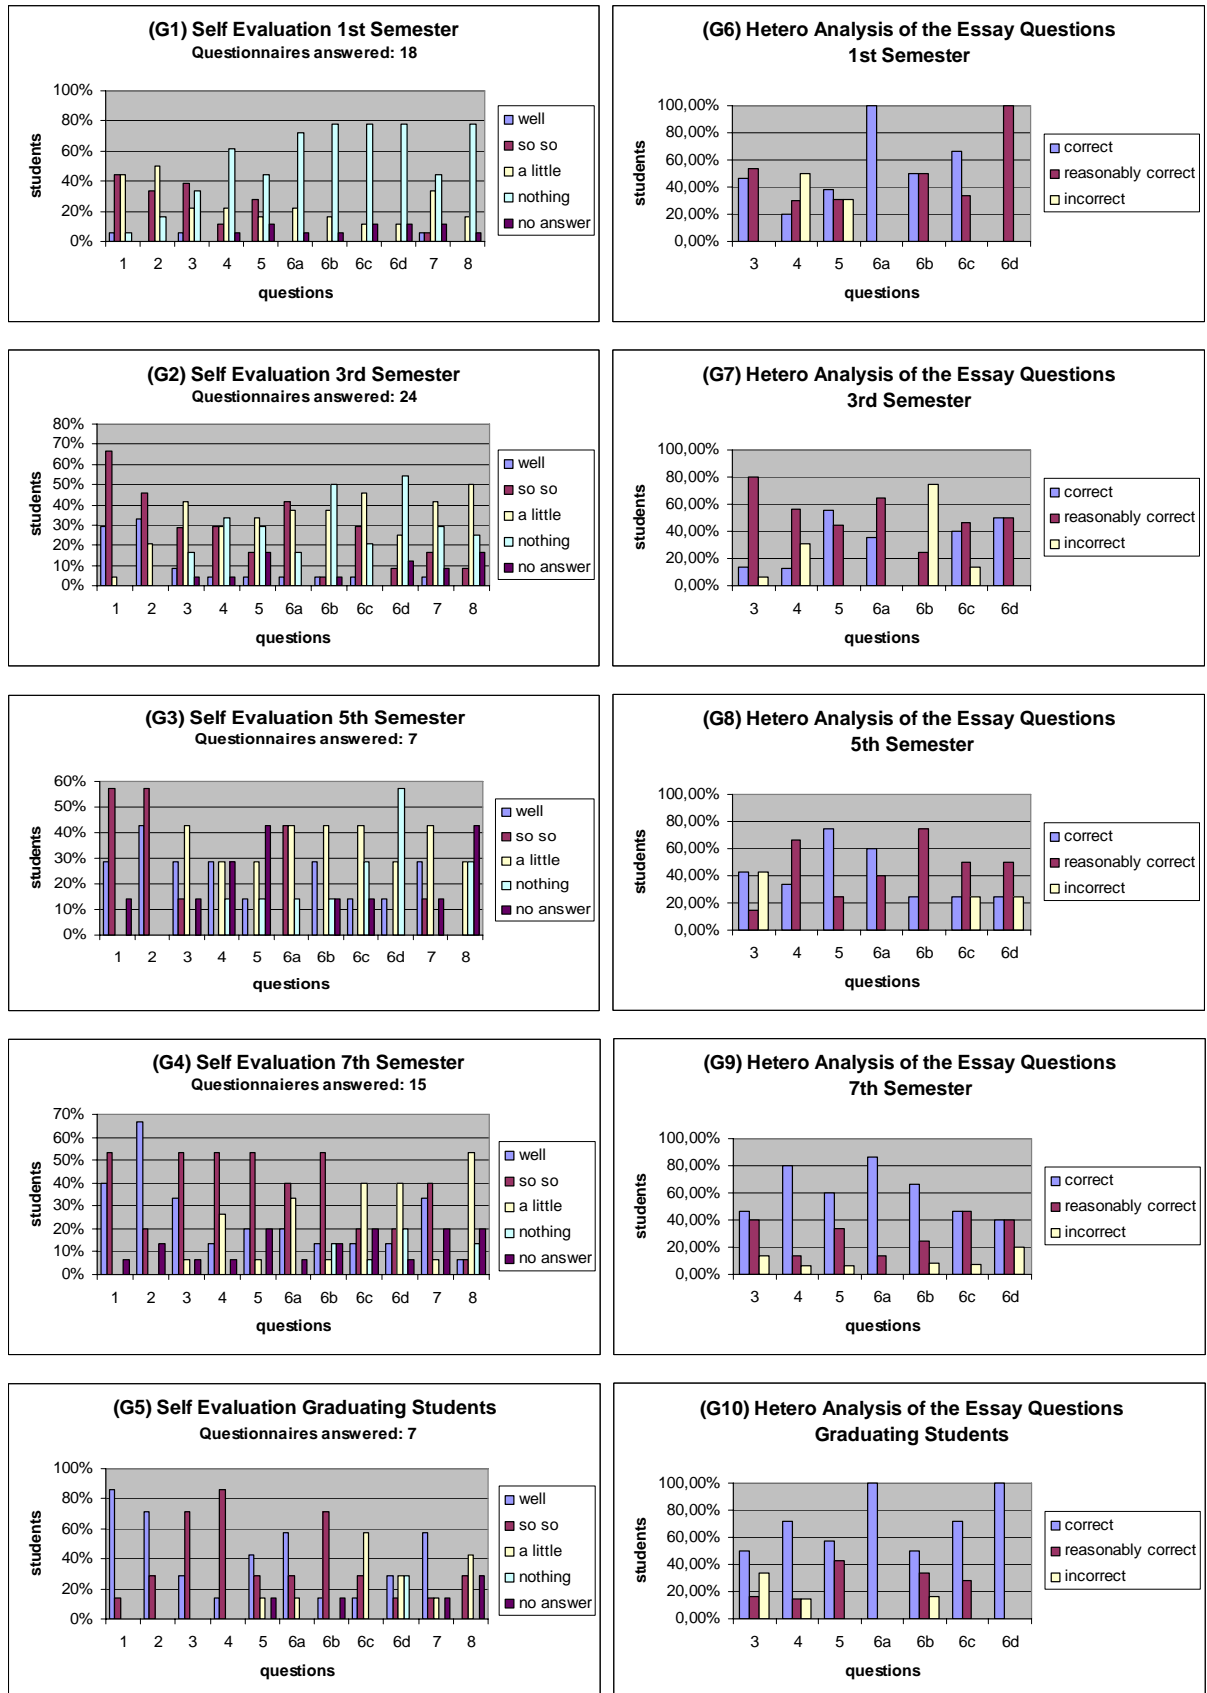 (G1) Self Evaluation 1st Semester
Questionnaires answered: 18
100%
80%
60%
40%
20%
0%
students
1 2 3 4 5 6a 6b 6c 6d 7 8
questions
well
so so
a little
nothing
no answer
(G6) Hetero Analysis of the Essay Questions
1st Semester
100,00%
80,00%
60,00%
40,00%
20,00%
0,00%
students
3 4 5 6a 6b 6c 6d
questions
correct
reasonably correct
incorrect
(G2) Self Evaluation 3rd Semester
Questionnaires answered: 24
80%
70%
60%
50%
40%
30%
20%
10%
0%
students
1 2 3 4 5 6a 6b 6c 6d 7 8
questions
well
so so
a little
nothing
no answer
(G7) Hetero Analysis of the Essay Questions
3rd Semester
100,00%
80,00%
60,00%
40,00%
20,00%
0,00%
students
3 4 5 6a 6b 6c 6d
questions
correct
reasonably correct
incorrect
(G3) Self Evaluation 5th Semester
Questionnaires answered: 7
60%
50%
40%
30%
20%
10%
0%
students
1 2 3 4 5 6a 6b 6c 6d 7 8
questions
well
so so
a little
nothing
no answer
(G8) Hetero Analysis of the Essay Questions
5th Semester
100,00%
80,00%
60,00%
40,00%
20,00%
0,00%
students
3 4 5 6a 6b 6c 6d
questions
correct
reasonably correct
incorrect
(G4) Self Evaluation 7th Semester
Questionnaieres answered: 15
70%
60%
50%
40%
30%
20%
10%
0%
students
1 2 3 4 5 6a 6b 6c 6d 7 8
questions
well
so so
a little
nothing
no answer
(G9) Hetero Analysis of the Essay Questions
7th Semester
100,00%
80,00%
60,00%
40,00%
20,00%
0,00%
students
3 4 5 6a 6b 6c 6d
questions
correct
reasonably correct
incorrect
(G5) Self Evaluation Graduating Students
Questionnaires answered: 7
100%
80%
60%
40%
20%
0%
students
1 2 3 4 5 6a 6b 6c 6d 7 8
questions
well
so so
a little
nothing
no answer
(G10) Hetero Analysis of the Essay Questions
Graduating Students
100,00%
80,00%
60,00%
40,00%
20,00%
0,00%
students
3 4 5 6a 6b 6c 6d
questions
correct
reasonably correct
incorrect